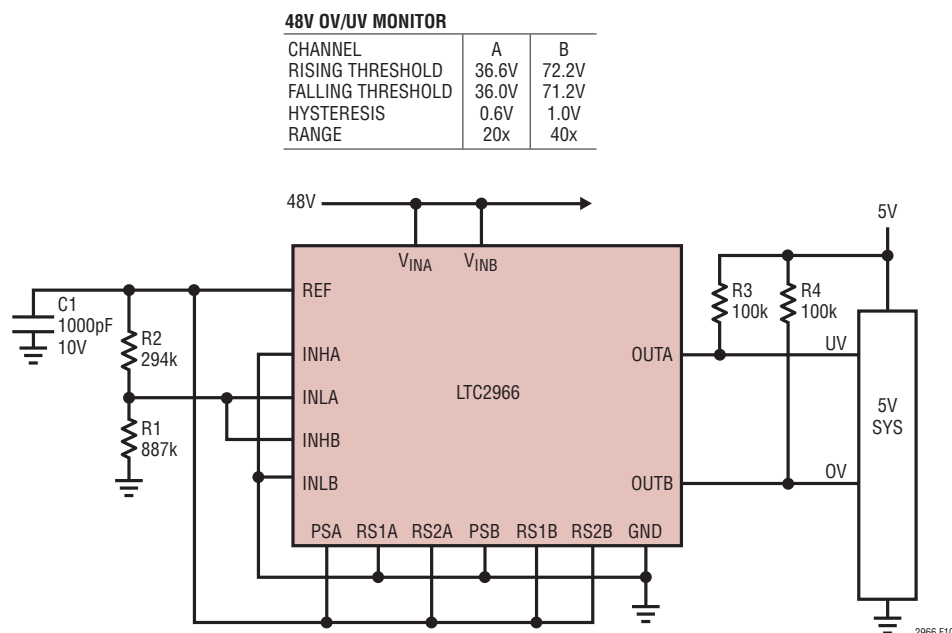 48V OV/UV MONITOR
CHANNEL A B
RISING THRESHOLD 36.6V 72.2V
FALLING THRESHOLD 36.0V 71.2V
HYSTERESIS 0.6V 1.0V
RANGE 20x 40x
48V
5V
VINA VINB
REF
C1
1000pF
10V
R2
294k
R3
100k
R4
100k
INHA
OUTA
UV
INLA
LTC2966
5V
SYS
R1
887k
INHB
INLB
OUTB
OV
PSA RS1A RS2A PSB RS1B RS2B GND
2966 F10